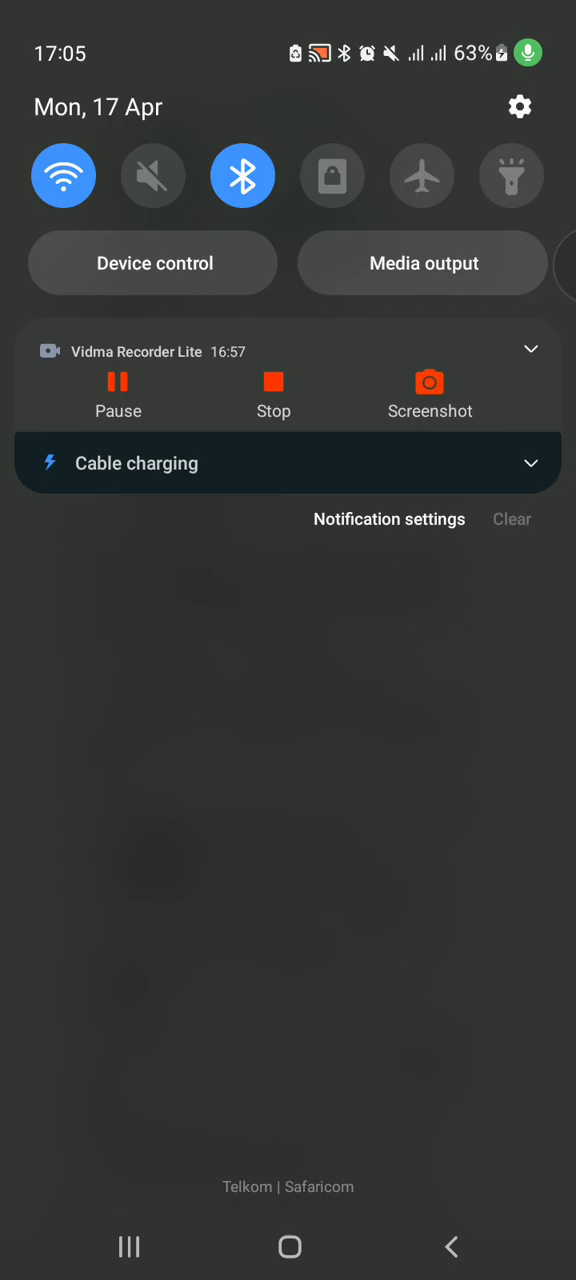 17:05 63%
Mon, 17 Apr
Device control Media output
Vidma Recorder Lite 16:57
Pause Stop Screenshot
Cable charging
Notification settings Clear
Telkom | Safaricom